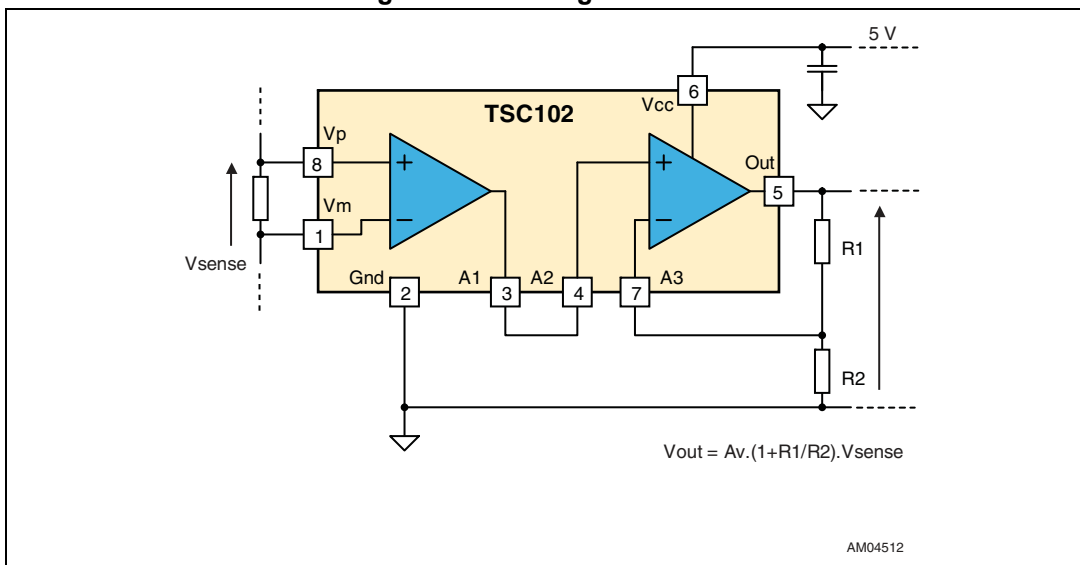 5 V
6
Vcc
TSC102
Vp
8
+
+
Out
5
Vm
−
−
1
R1
Vsense
Gnd
A1
A2
A3
2
3
4
7
R2
Vout = Av.(1+R1/R2).Vsense
AM04512